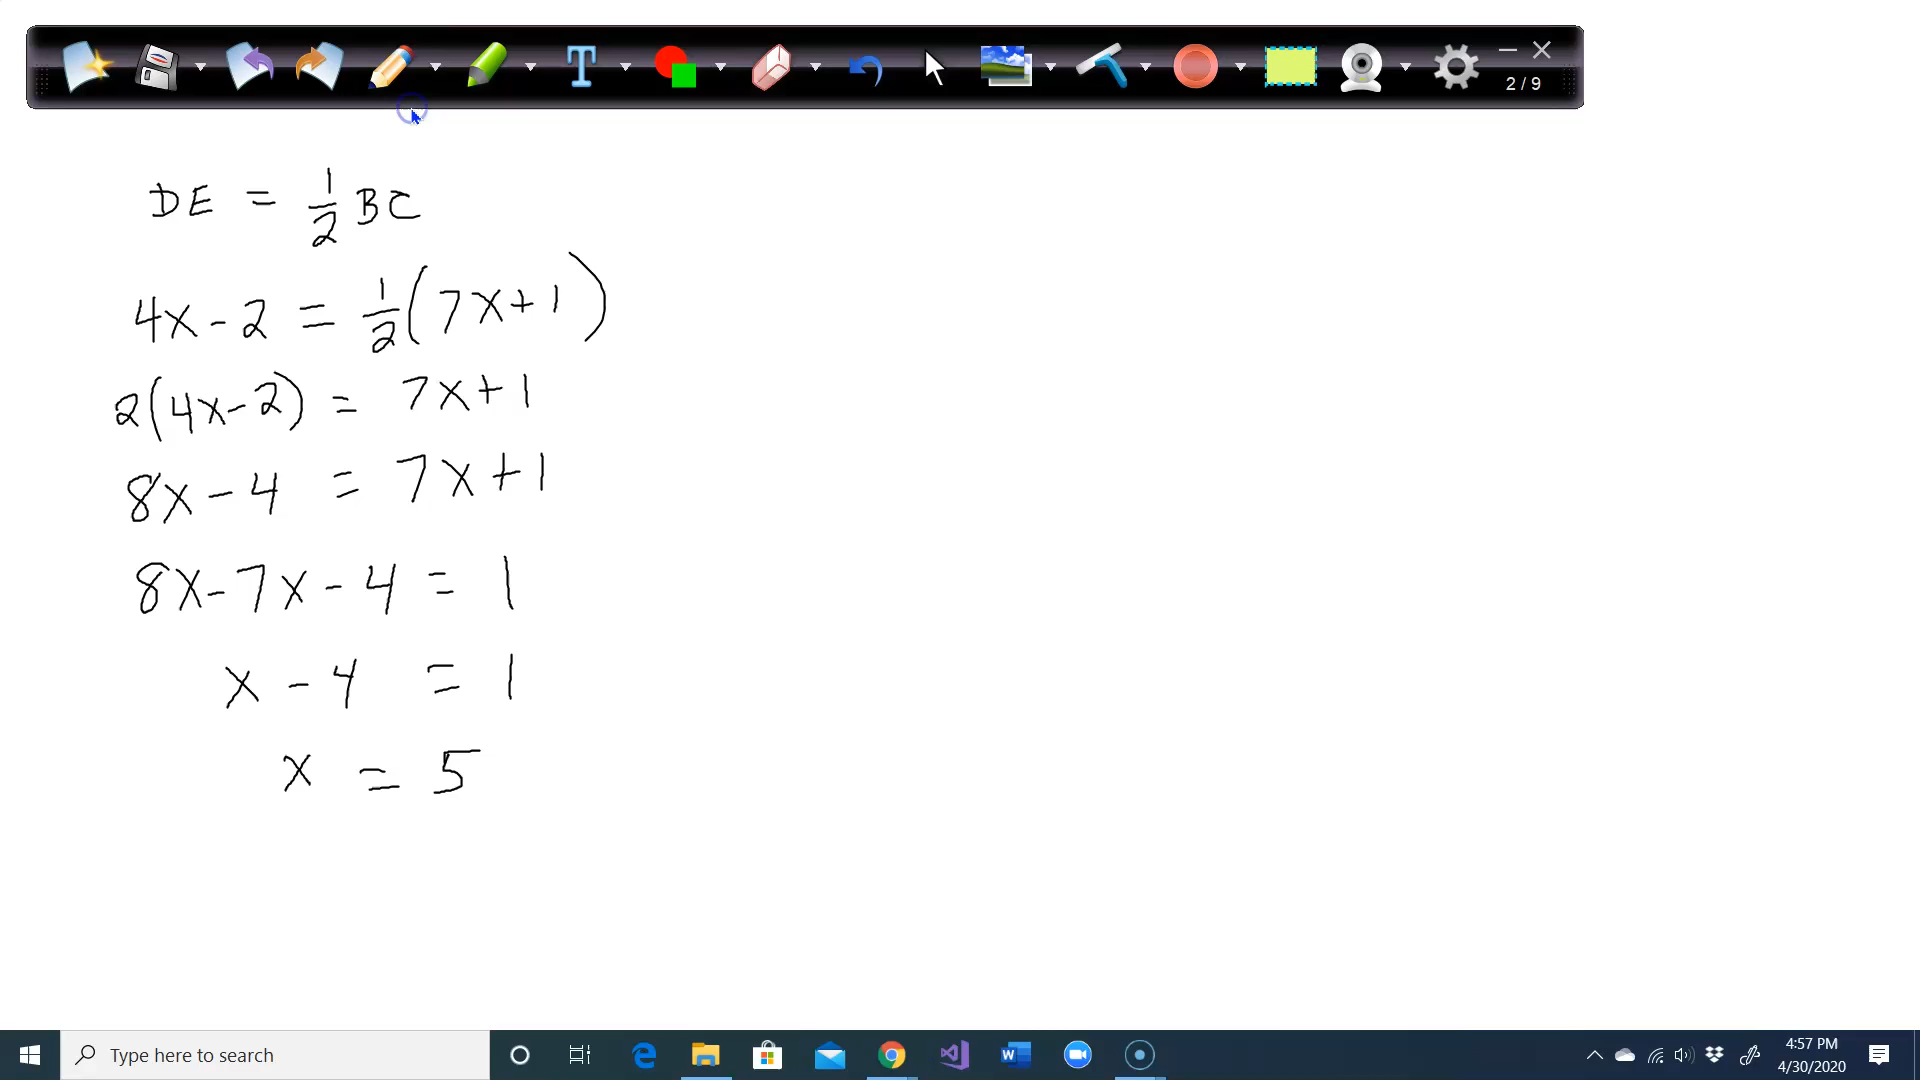 2 / 9
DE = 1/2 BC
4x - 2 = 1/2 (7x + 1)
2(4x - 2) = 7x + 1
8x - 4 = 7x + 1
8x - 7x - 4 = 1
x - 4 = 1
x = 5
Type here to search
4:57 PM
4/30/2020